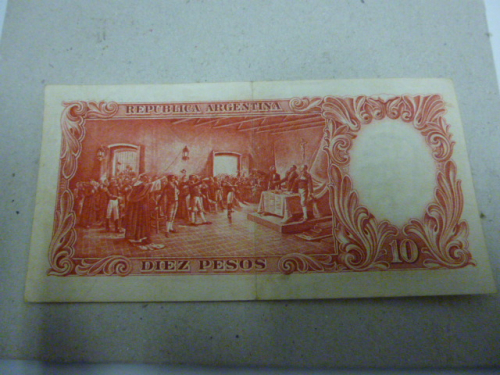 REPUBLICA ARGENTINA
DIEZ PESOS
10